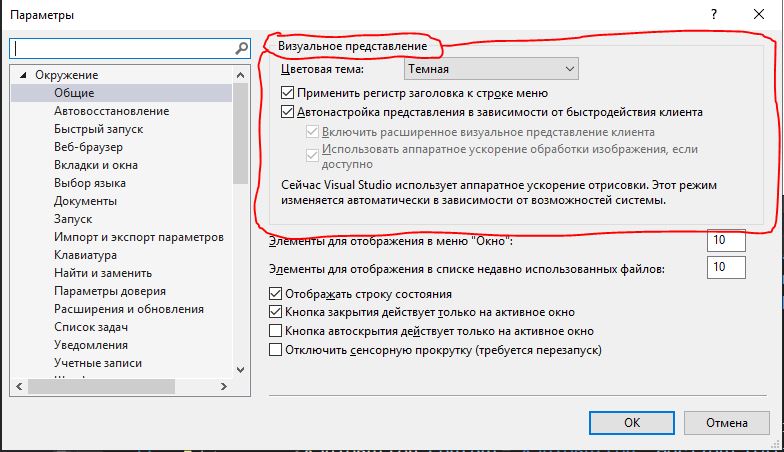 Параметры
?
Окружение
Общие
Автовосстановление
Быстрый запуск
Веб-браузер
Вкладки и окна
Выбор языка
Документы
Запуск
Импорт и экспорт параметров
Клавиатура
Найти и заменить
Параметры доверия
Расширения и обновления
Список задач
Уведомления
Учетные записи
Визуальное представление
Цветовая тема:
Темная
Применить регистр заголовка к строке меню
Автонастройка представления в зависимости от быстродействия клиента
Включить расширенное визуальное представление клиента
Использовать аппаратное ускорение обработки изображения, если
доступно
Сейчас Visual Studio использует аппаратное ускорение отрисовки. Этот режим
изменяется автоматически в зависимости от возможностей системы.
Элементы для отображения в меню "Окно":
10
Элементы для отображения в списке недавно использованных файлов:
10
Отображать строку состояния
Кнопка закрытия действует только на активное окно
Кнопка автоскрытия действует только на активное окно
Отключить сенсорную прокрутку (требуется перезапуск)
OK
Отмена